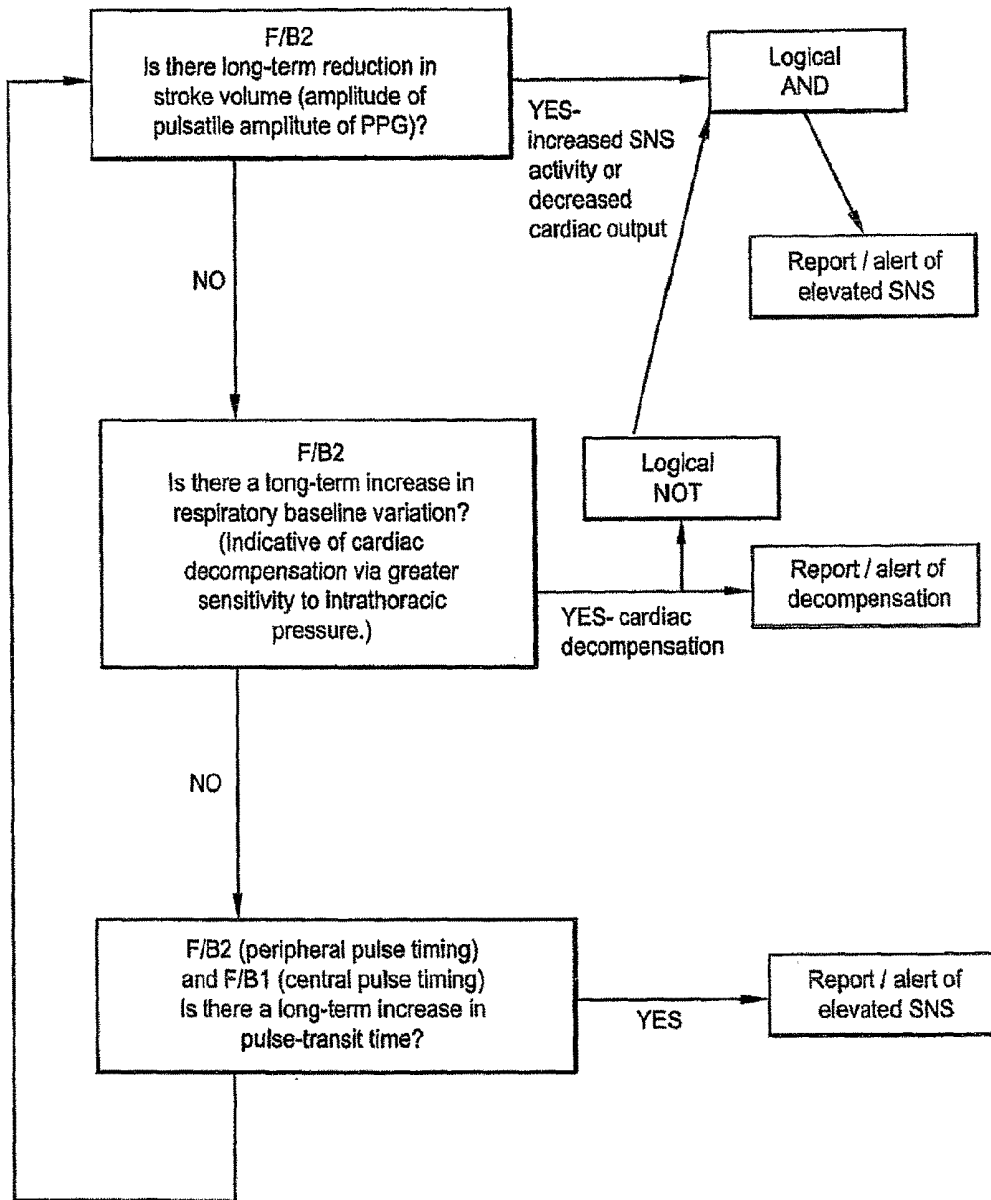 F/B2
Is there long-term reduction in
stroke volume (amplitude of
pulsatile amplitude of PPG)?
Logical
AND
YES-
increased SNS
activity or
decreased
cardiac output
NO
Report / alert of
elevated SNS
F/B2
Is there a long-term increase in
respiratory baseline variation?
(Indicative of cardiac
decompensation via greater
sensitivity to intrathoracic
pressure.)
Logical
NOT
Report / alert of
decompensation
YES- cardiac
decompensation
NO
F/B2 (peripheral pulse timing)
and F/B1 (central pulse timing)
Is there a long-term increase in
pulse-transit time?
YES
Report / alert of
elevated SNS